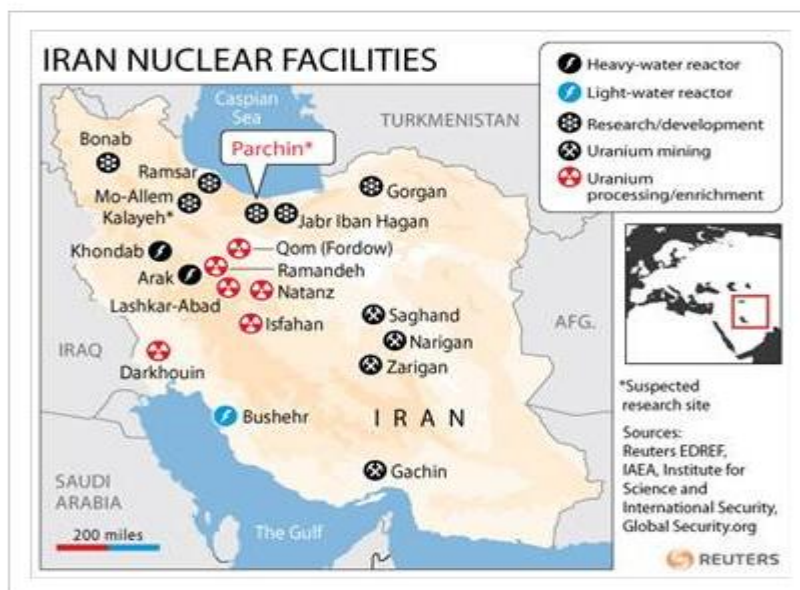 IRAN NUCLEAR FACILITIES
Heavy-water reactor
Light-water reactor
Research/development
Uranium mining
Uranium
processing/enrichment
Caspian
Sea
TURKMENISTAN
Bonab
Parchin*
Ramsar
Mo-Allem
Kalayeh*
Gorgan
Jabr Iban Hagan
Khondab
Qom (Fordow)
Arak
Ramandeh
Lashkar-Abad
Natanz
Isfahan
Saghand
Narigan
Zarigan
AFG.
IRAQ
Darkhouin
Bushehr
IRAN
Gachin
SAUDI
ARABIA
200 miles
The Gulf
*Suspected
research site
Sources:
Reuters EDREF,
IAEA, Institute for
Science and
International Security,
Global Security.org
REUTERS